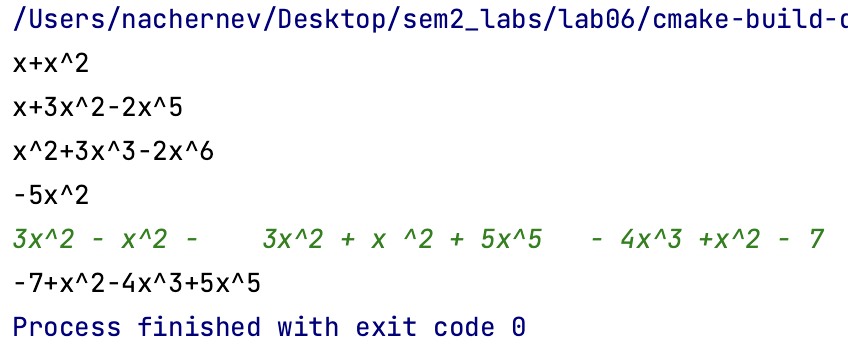 /Users/nachernev/Desktop/sem2_labs/lab06/cmake-build-d
x+x^2
x+3x^2-2x^5
x^2+3x^3-2x^6
-5x^2
3x^2 - x^2 -    3x^2 + x ^2 + 5x^5   - 4x^3 +x^2 - 7
-7+x^2-4x^3+5x^5
Process finished with exit code 0